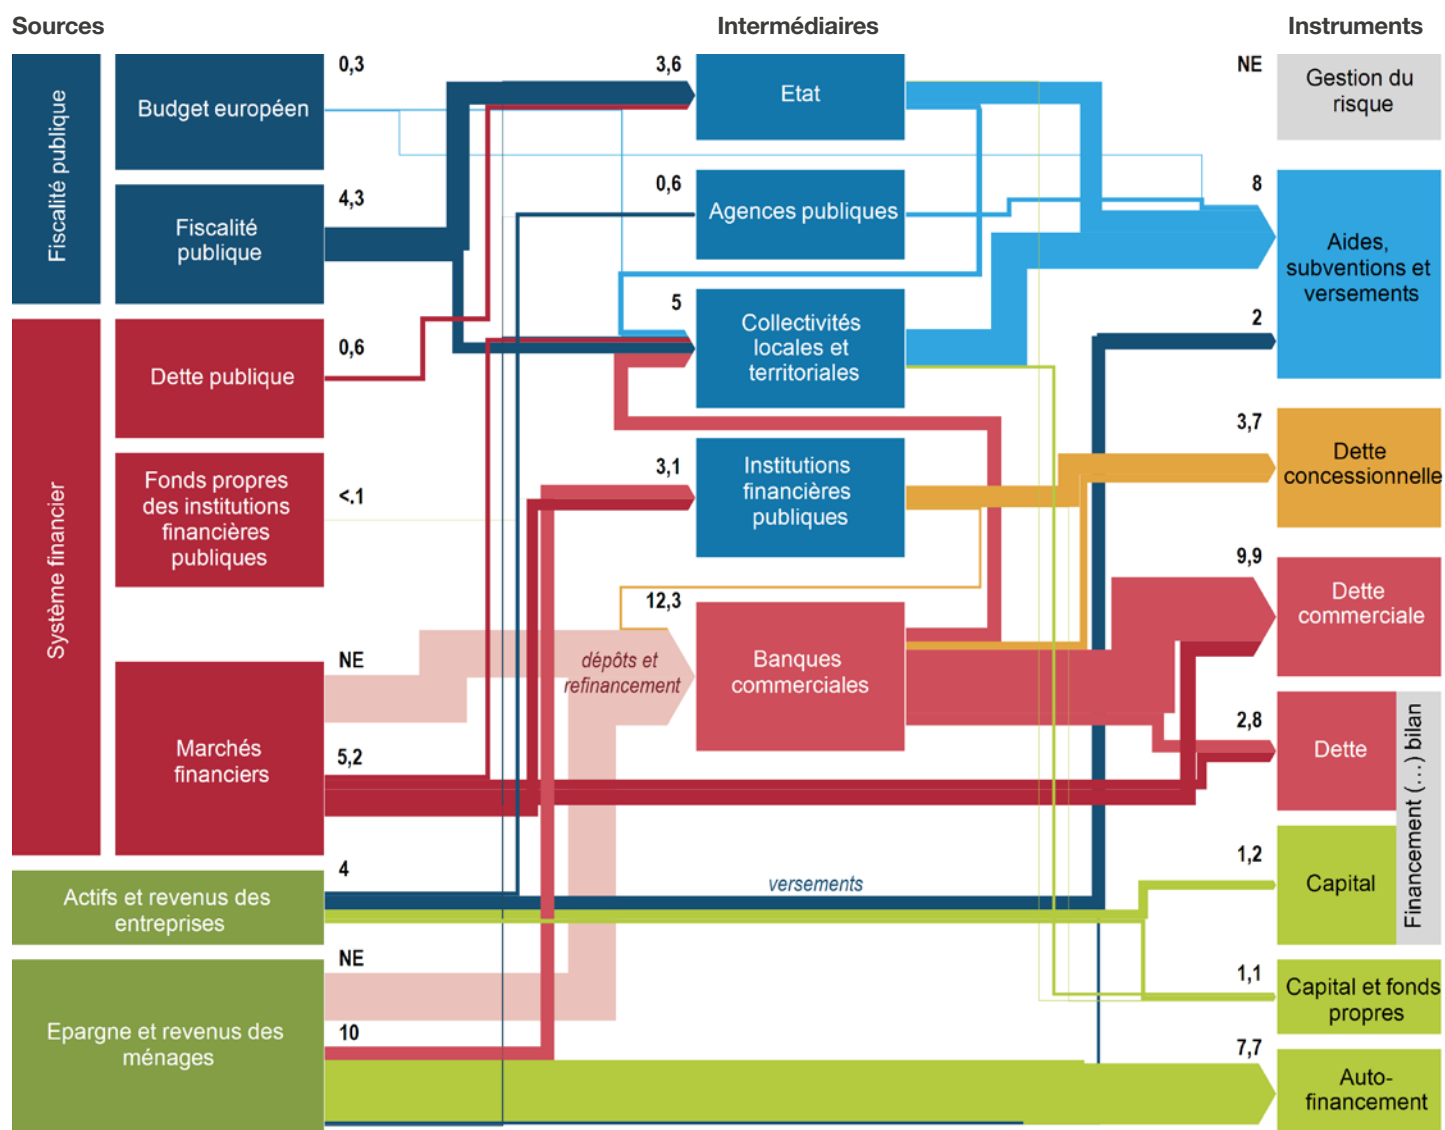 Sources
Intermédiaires
Instruments
Fiscalité publique
Budget européen
0,3
Fiscalité
publique
4,3
Système financier
Dette publique
0,6
Fonds propres
des institutions
financières
publiques
<.1
Marchés
financiers
NE
5,2
Actifs et revenus des
entreprises
4
Epargne et revenus des
ménages
NE
10
3,6
Etat
0,6
Agences publiques
5
Collectivités
locales et
territoriales
3,1
Institutions
financières
publiques
12,3
Banques
commerciales
dépôts et
refinancement
versements
NE
Gestion du
risque
8
2
Aides,
subventions et
versements
3,7
Dette
concessionnelle
9,9
Dette
commerciale
2,8
Dette
1,2
Capital
Financement (…) bilan
1,1
Capital et fonds
propres
7,7
Auto-
financement